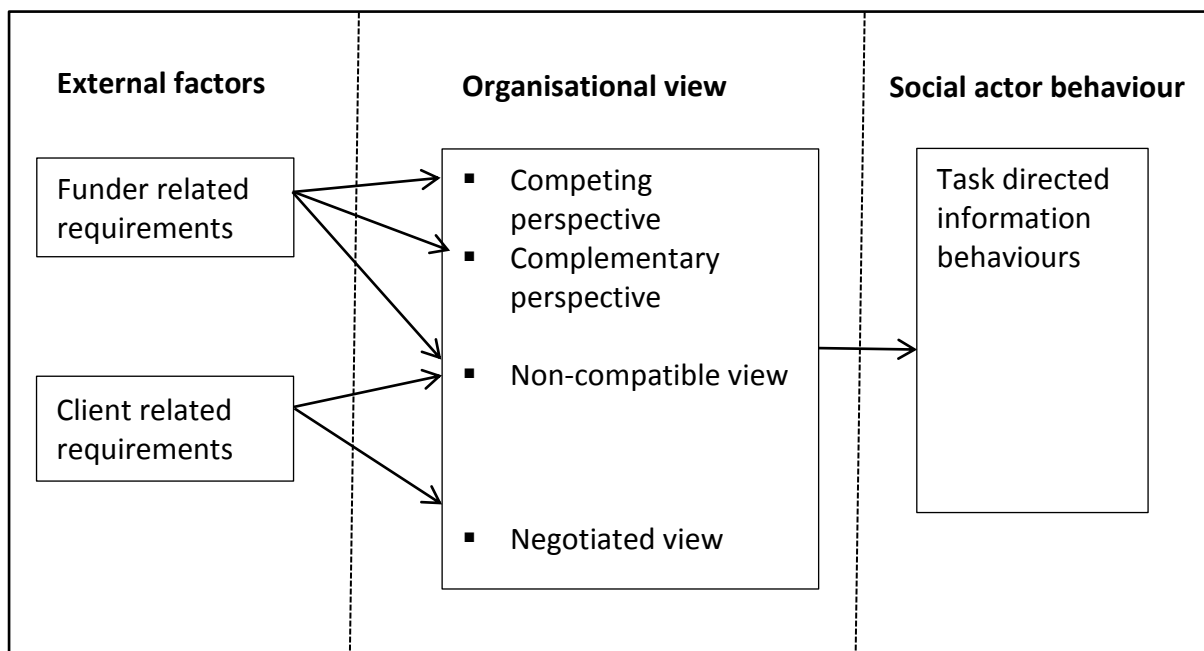 External factors
Organisational view
Social actor behaviour
Funder related
requirements
Client related
requirements
▪ Competing
perspective
▪ Complementary
perspective
▪ Non-compatible view
▪ Negotiated view
Task directed
information
behaviours